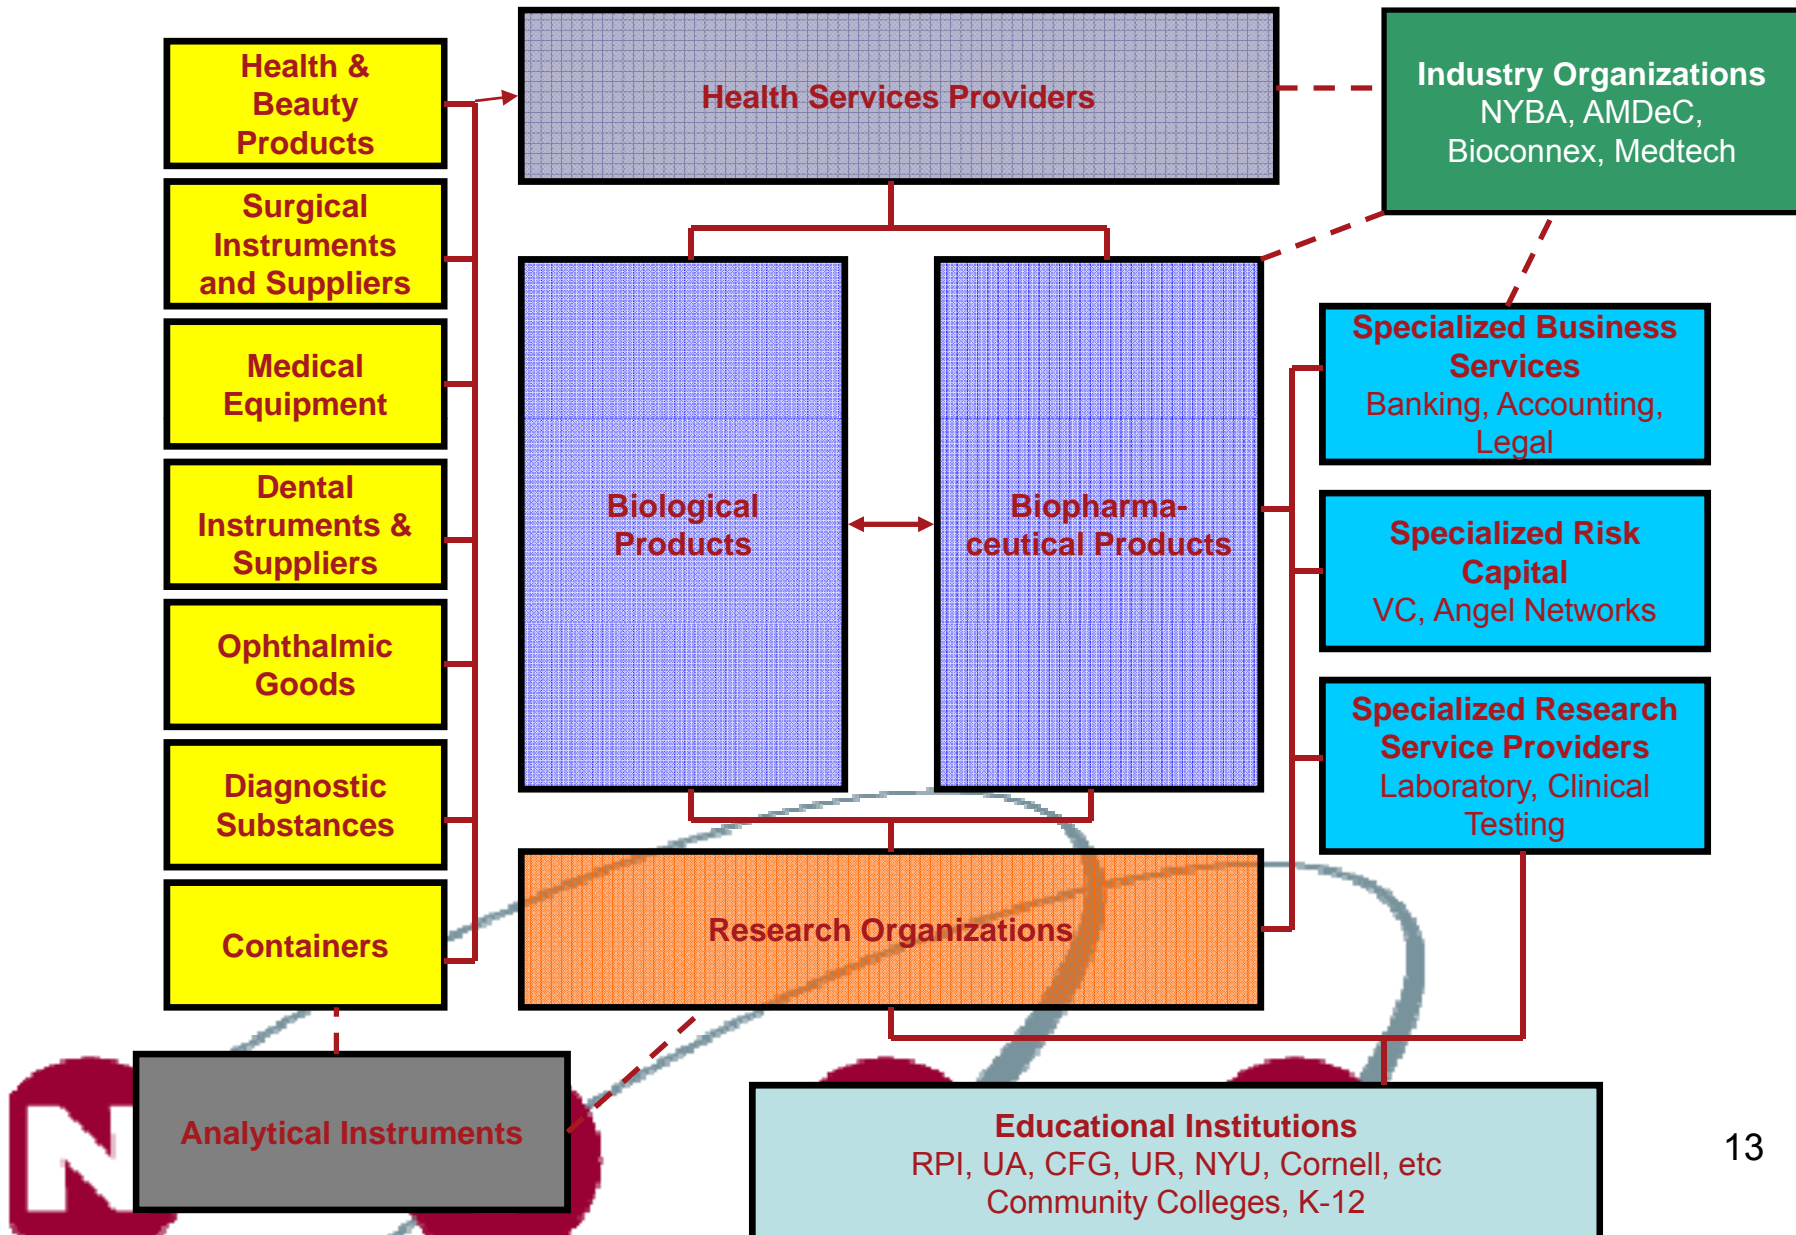 Health &
Beauty
Products
Surgical
Instruments
and Suppliers
Medical
Equipment
Dental
Instruments &
Suppliers
Ophthalmic
Goods
Diagnostic
Substances
Containers
Analytical Instruments
Health Services Providers
Biological
Products
Biopharma-
ceutical Products
Research Organizations
Industry Organizations
NYBA, AMDeC,
Bioconnex, Medtech
Specialized Business
Services
Banking, Accounting,
Legal
Specialized Risk
Capital
VC, Angel Networks
Specialized Research
Service Providers
Laboratory, Clinical
Testing
Educational Institutions
RPI, UA, CFG, UR, NYU, Cornell, etc
Community Colleges, K-12
N
13